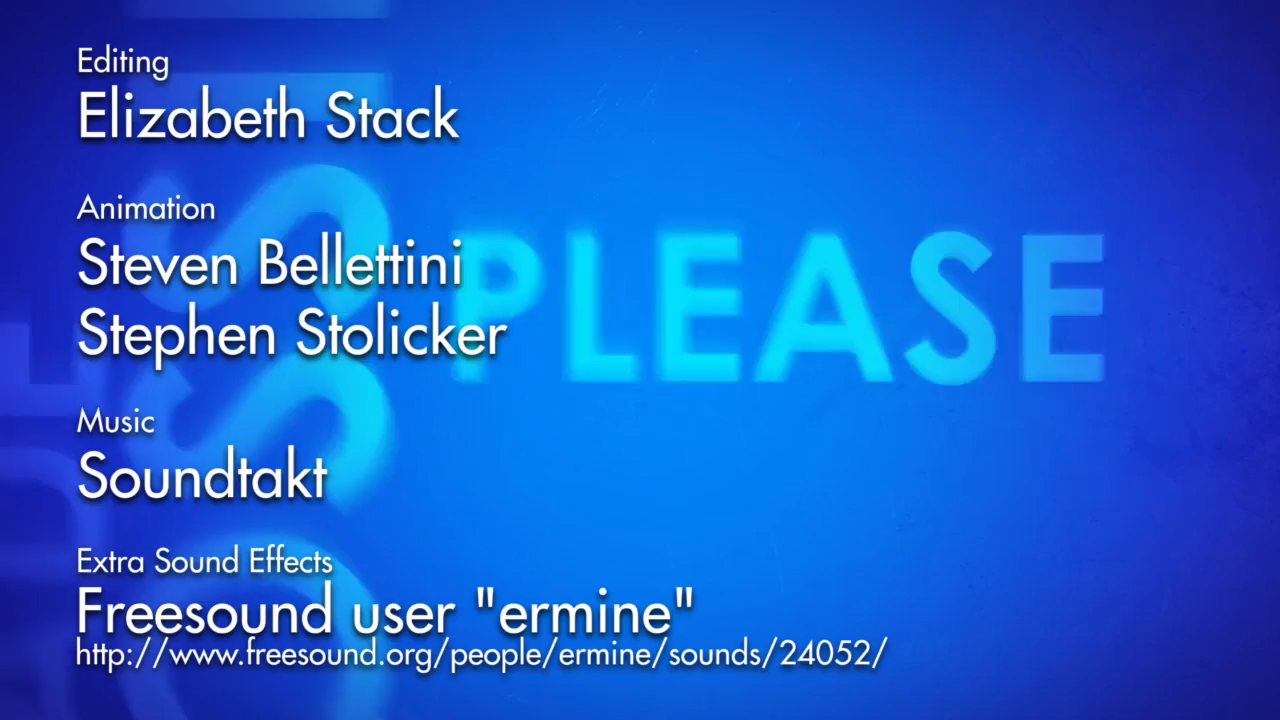 Editing
Elizabeth Stack
Animation
Steven Bellettini
Stephen Stolicker
Music
Soundtakt
Extra Sound Effects
Freesound user "ermine"
http://www.freesound.org/people/ermine/sounds/24052/
PLEASE